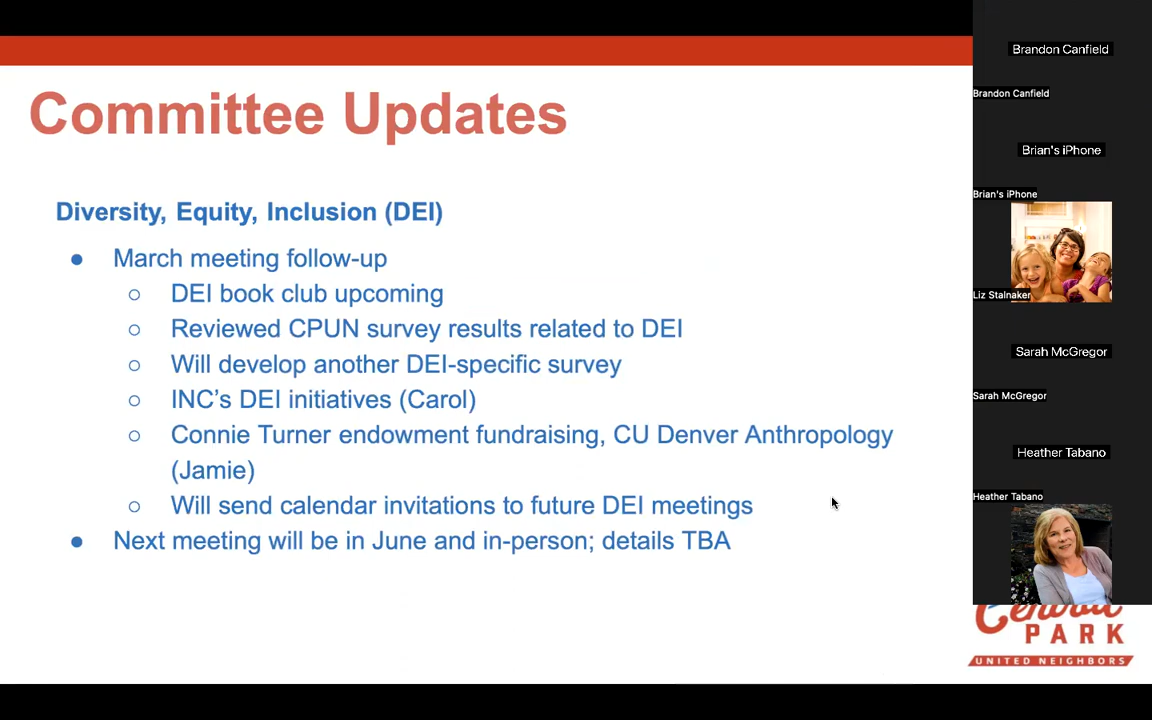 Committee Updates
Diversity, Equity, Inclusion (DEI)
● March meeting follow-up
○ DEI book club upcoming
○ Reviewed CPUN survey results related to DEI
○ Will develop another DEI-specific survey
○ INC's DEI initiatives (Carol)
○ Connie Turner endowment fundraising, CU Denver Anthropology
(Jamie)
○ Will send calendar invitations to future DEI meetings
● Next meeting will be in June and in-person; details TBA
Brandon Canfield
Brandon Canfield
Brian's iPhone
Brian's iPhone
Liz Stalnaker
Sarah McGregor
Sarah McGregor
Heather Tabano
Heather Tabano
Central
PARK
UNITED NEIGHBORS